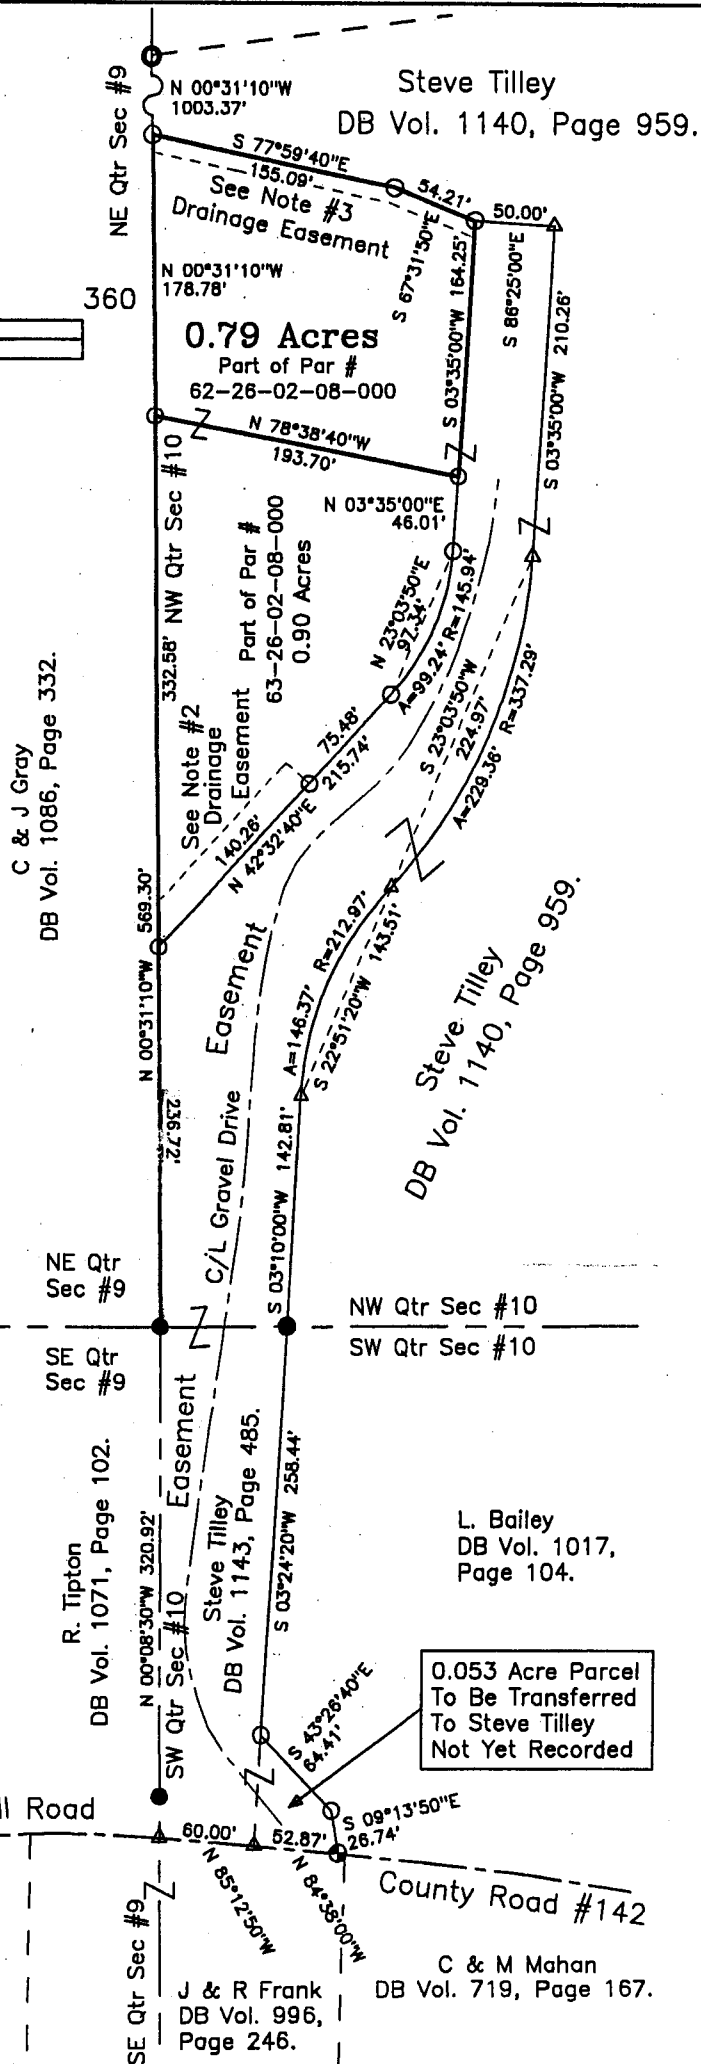 NE Qtr Sec #9
N 00°31'10"W
1003.37'
Steve Tilley
DB Vol. 1140, Page 959.
S 77°59'40"E
155.09'
See Note #3
Drainage Easement
54.21'
S 67°31'50"E
50.00'
S 86°25'00"E
N 00°31'10"W
178.78'
360
0.79 Acres
Part of Par #
62-26-02-08-000
S 03°35'00"W 164.25'
S 03°35'00"W 210.26'
N 78°38'40"W
193.70'
N 03°35'00"E
46.01'
332.58' NW Qtr Sec #10
Part of Par #
63-26-02-08-000
0.90 Acres
N 23°03'50"E
97.34'
A=99.24' R=145.94'
S 23°03'50"W
224.97'
A=229.36' R=337.29'
See Note #2
Drainage
Easement
75.48'
215.74'
140.26'
N 42°32'40"E
C & J Gray
DB Vol. 1086, Page 332.
N 00°31'10"W 569.30'
236.72'
C/L Gravel Drive Easement
A=146.37' R=212.97'
S 22°51'20"W 143.51'
Steve Tilley
DB Vol. 1140, Page 959.
S 03°10'00"W 142.81'
NE Qtr
Sec #9
NW Qtr Sec #10
SE Qtr
Sec #9
SW Qtr Sec #10
Easement
R. Tipton
DB Vol. 1071, Page 102.
N 00°08'30"W 320.92'
SW Qtr Sec #10
Steve Tilley
DB Vol. 1143, Page 485.
S 03°24'20"W 258.44'
L. Bailey
DB Vol. 1017,
Page 104.
0.053 Acre Parcel
To Be Transferred
To Steve Tilley
Not Yet Recorded
S 43°26'40"E
64.41'
ll Road
60.00'
52.87'
S 09°13'50"E
26.74'
N 85°12'50"W
N 84°38'00"W
County Road #142
SE Qtr Sec #9
J & R Frank
DB Vol. 996,
Page 246.
C & M Mahan
DB Vol. 719, Page 167.